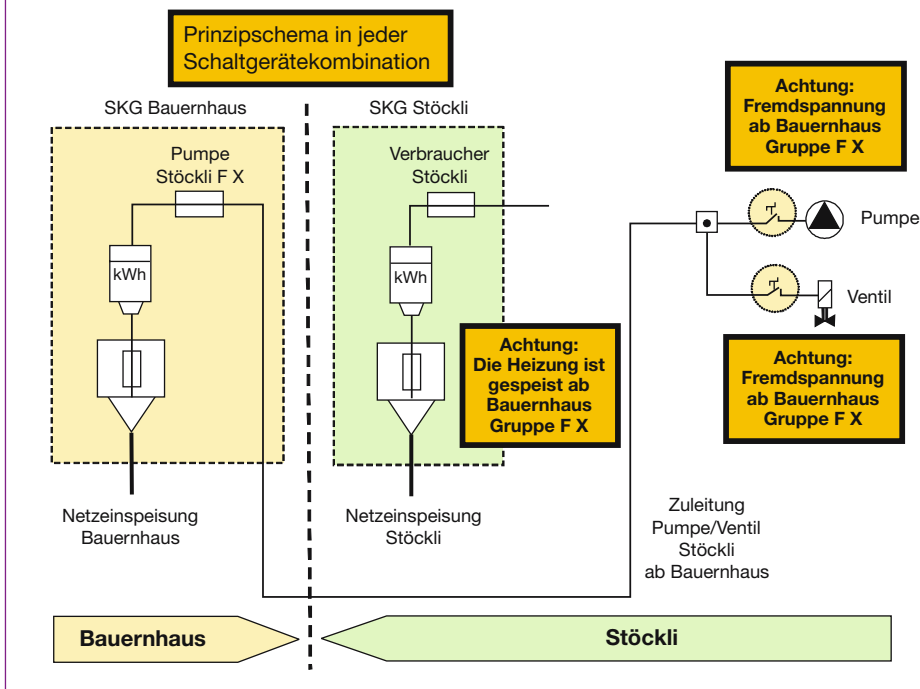 Prinzipschema in jeder
Schaltgerätekombination
SKG Bauernhaus
SKG Stöckli
Achtung:
Fremdspannung
ab Bauernhaus
Gruppe F X
Pumpe
Stöckli F X
Verbraucher
Stöckli
Pumpe
kWh
kWh
Ventil
Achtung:
Die Heizung ist
gespeist ab
Bauernhaus
Gruppe F X
Achtung:
Fremdspannung
ab Bauernhaus
Gruppe F X
Netzeinspeisung
Bauernhaus
Netzeinspeisung
Stöckli
Zuleitung
Pumpe/Ventil
Stöckli
ab Bauernhaus
Bauernhaus
Stöckli